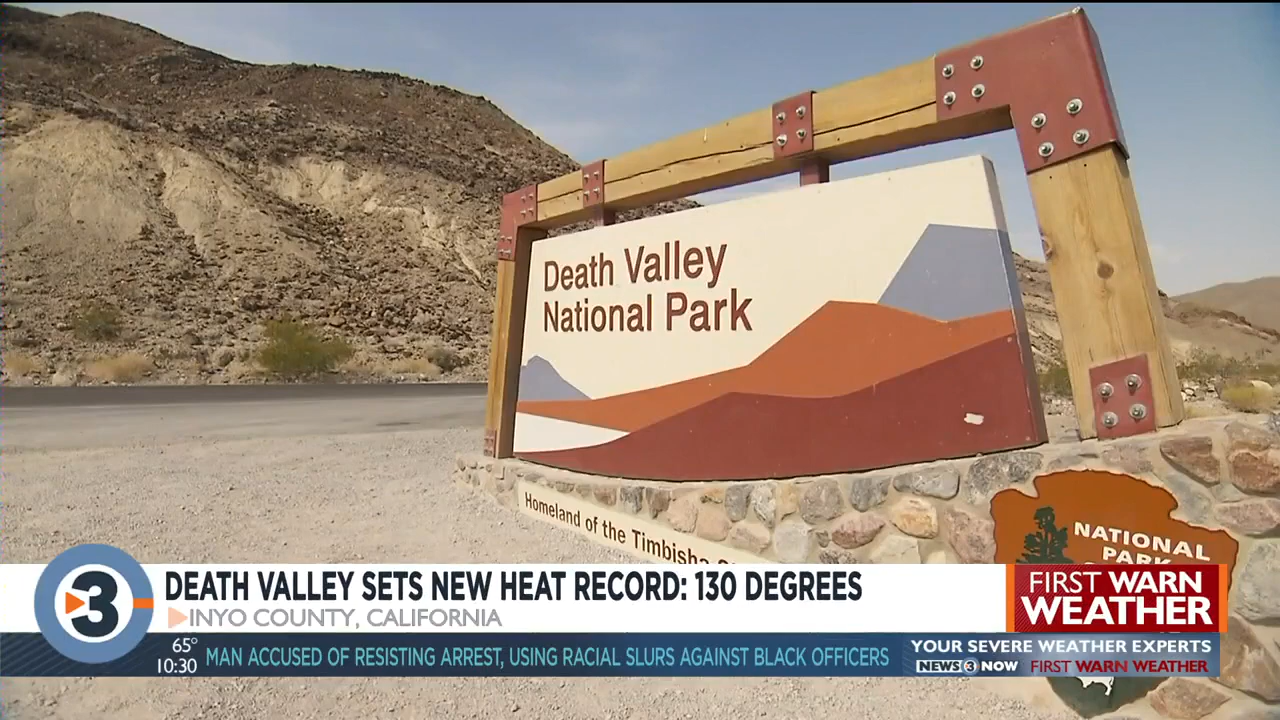 Death Valley
National Park
Homeland of the Timbisha
NATIONAL
PARK
3
DEATH VALLEY SETS NEW HEAT RECORD: 130 DEGREES
INYO COUNTY, CALIFORNIA
FIRST WARN
WEATHER
65°
10:30
MAN ACCUSED OF RESISTING ARREST, USING RACIAL SLURS AGAINST BLACK OFFICERS
YOUR SEVERE WEATHER EXPERTS
NEWS 3 NOW FIRST WARN WEATHER